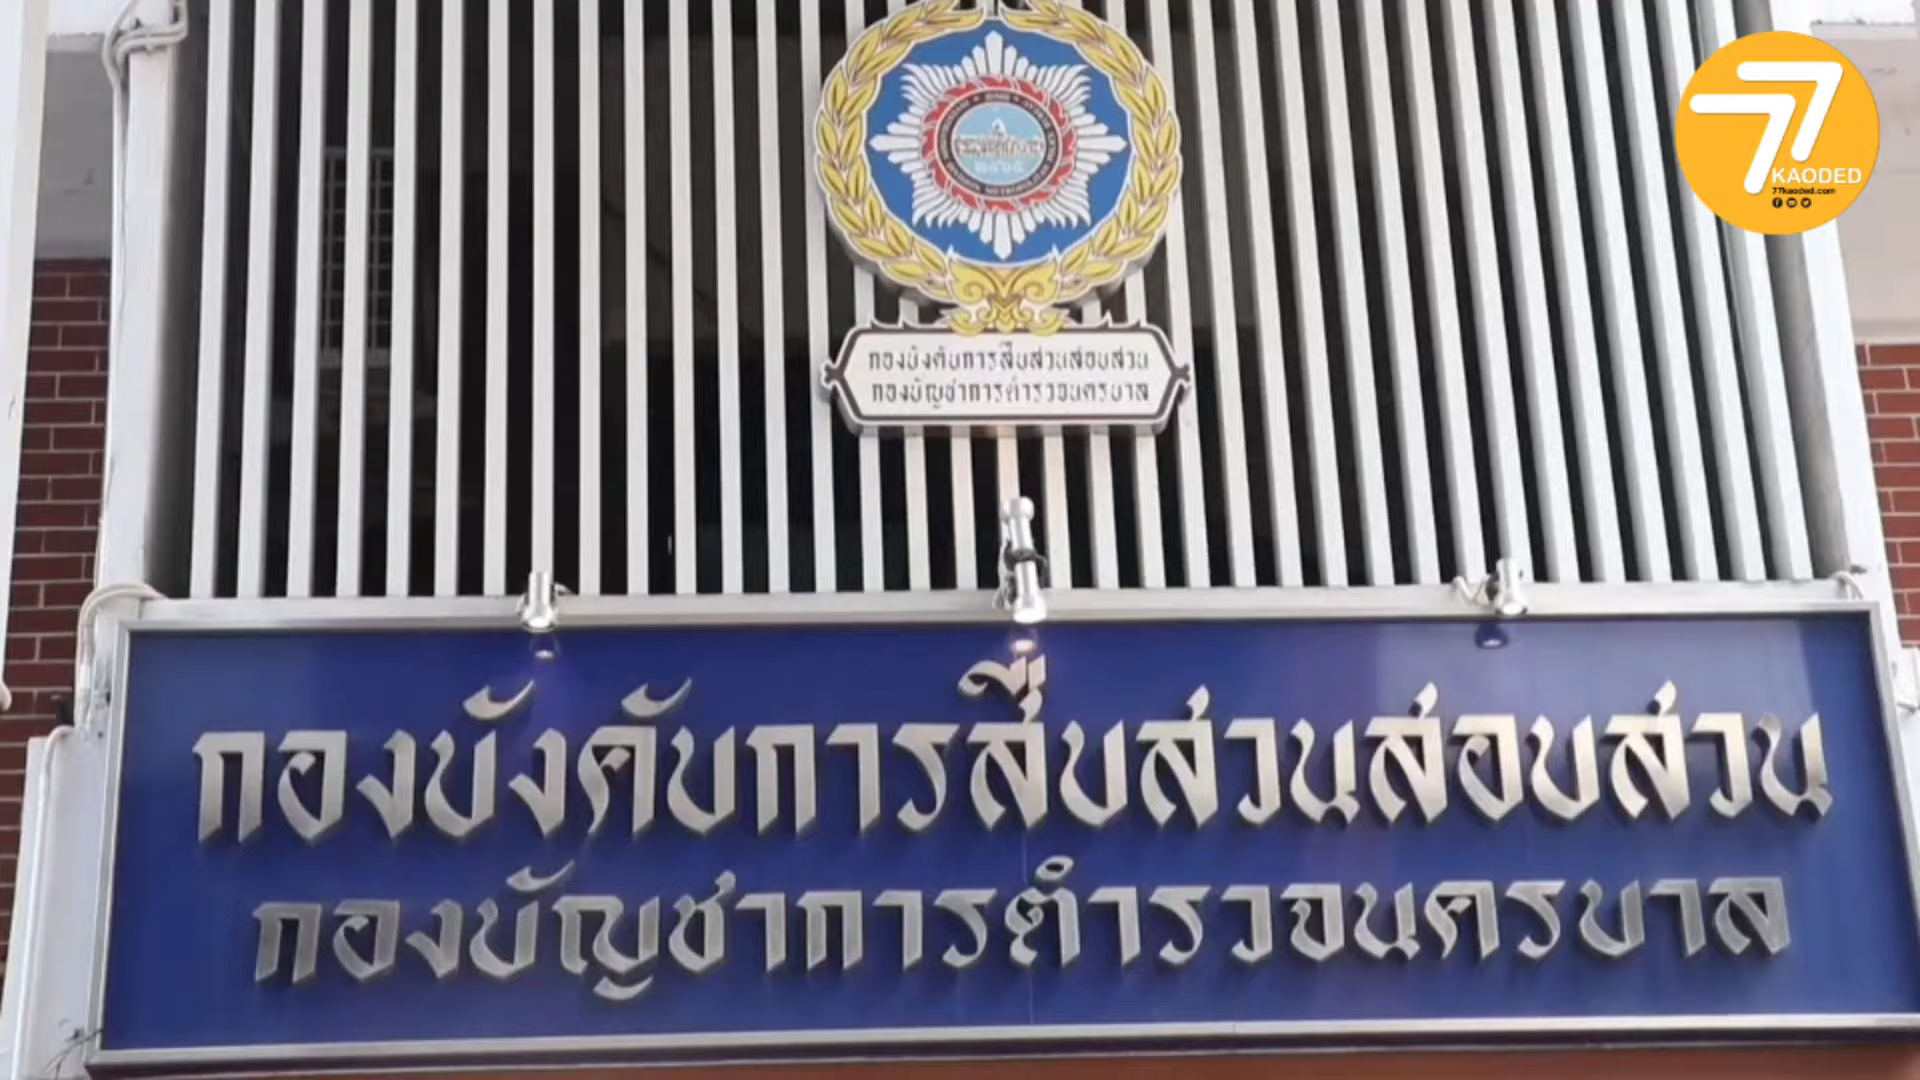 77
KAODED
77kaoded.com
กองบังคับการสืบสวนสอบสวน
กองบัญชาการตำรวจนครบาล
กองบังคับการสืบสวนสอบสวน
กองบัญชาการตำรวจนครบาล